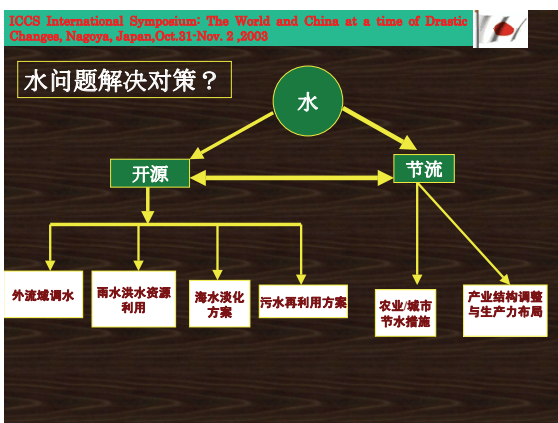 ICCS International Symposium: The World and China at a time of Drastic
Changes, Nagoya, Japan,Oct.31-Nov. 2 ,2003
水问题解决对策？
水
开源
节流
外流域调水
雨水洪水资源
利用
海水淡化
方案
污水再利用方案
农业/城市
节水措施
产业结构调整
与生产力布局